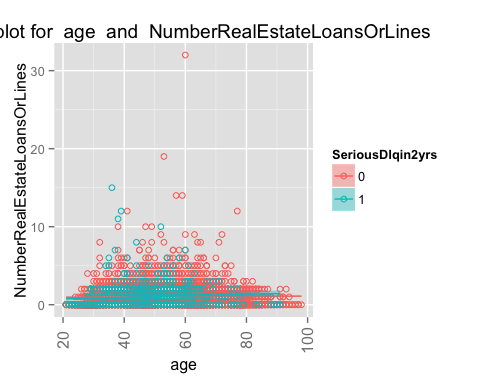 plot for age and NumberRealEstateLoansOrLines
NumberRealEstateLoansOrLines
30
20
10
0
20
40
60
80
100
age
SeriousDlqin2yrs
0
1